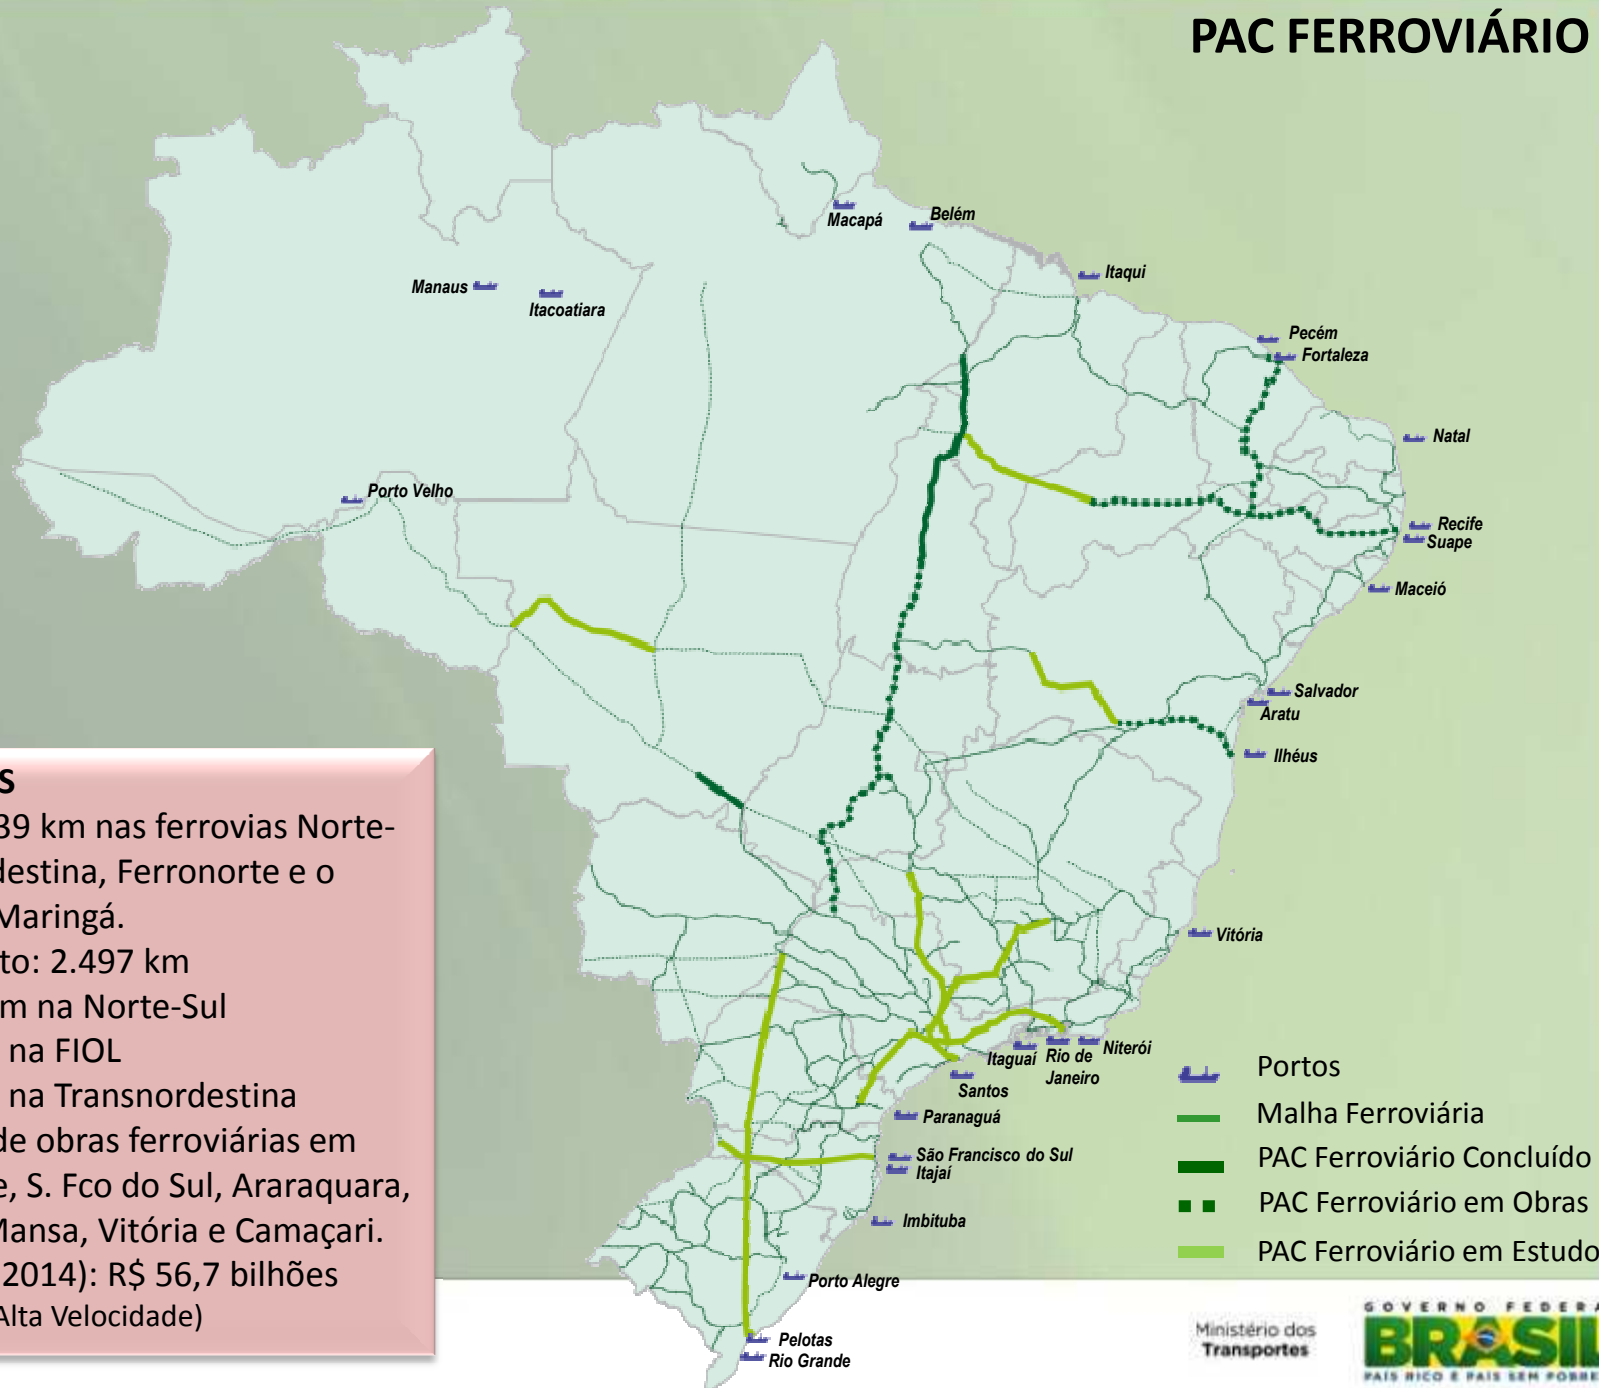 PAC FERROVIÁRIO
Macapá
Belém
Manaus
Itacoatiara
Itaqui
Pecém
Fortaleza
Natal
Porto Velho
Recife
Suape
Maceió
Salvador
Aratu
Ilhéus
Vitória
Itaguaí
Rio de
Janeiro
Niterói
Santos
Paranaguá
São Francisco do Sul
Itajaí
Imbituba
Porto Alegre
Pelotas
Rio Grande
S
39 km nas ferrovias Norte-
destina, Ferronorte e o
Maringá.
to: 2.497 km
m na Norte-Sul
na FIOL
na Transnordestina
de obras ferroviárias em
e, S. Fco do Sul, Araraquara,
Mansa, Vitória e Camaçari.
2014): R$ 56,7 bilhões
Alta Velocidade)
Portos
Malha Ferroviária
PAC Ferroviário Concluído
PAC Ferroviário em Obras
PAC Ferroviário em Estudo
Ministério dos
Transportes
GOVERNO FEDERA
BRASIL
PAÍS RICO É PAÍS SEM POBRE